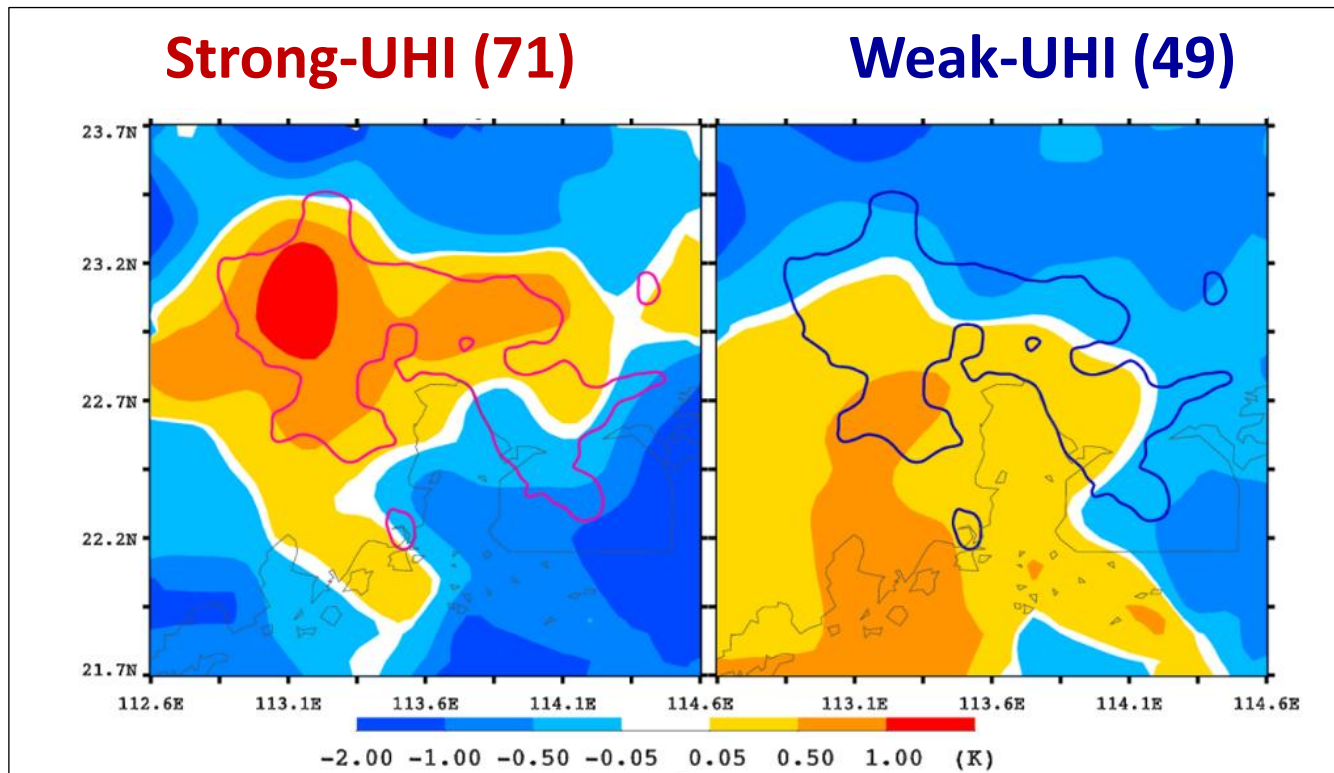 Strong-UHI (71)
Weak-UHI (49)
23.7N
23.2N
22.7N
22.2N
21.7N
112.6E 113.1E 113.6E 114.1E 114.6E
113.1E 113.6E 114.1E 114.6E
-2.00 -1.00 -0.50 -0.05 0.05 0.50 1.00 (K)